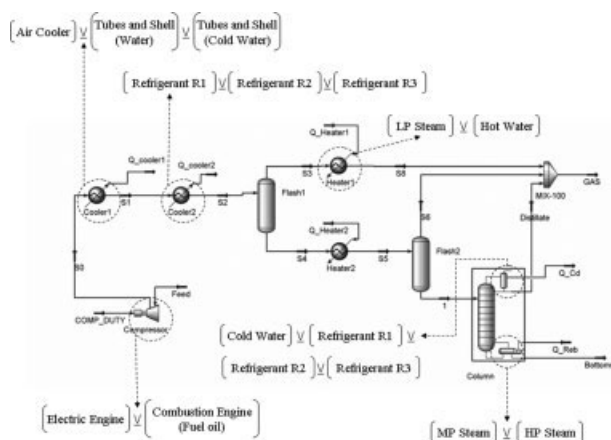 Air Cooler ∨ Tubes and Shell (Water) ∨ Tubes and Shell (Cold Water)
Refrigerant R1 ∨ Refrigerant R2 ∨ Refrigerant R3
LP Steam ∨ Hot Water
Q_Heater1
Q_cooler1
Q_cooler2
S3
Heater1
S8
MIX-100
GAS
Cooler1
S1
Cooler2
S2
Flash1
Q_Heater2
S6
Distillate
S4
Heater2
S5
Flash2
S0
Feed
COMP_DUTY
Compressor
1
Q_Cd
Q_Reb
Bottoms
Column
Cold Water ∨ Refrigerant R1 ∨
Refrigerant R2 ∨ Refrigerant R3
Electric Engine ∨ Combustion Engine (Fuel oil)
MP Steam ∨ HP Steam